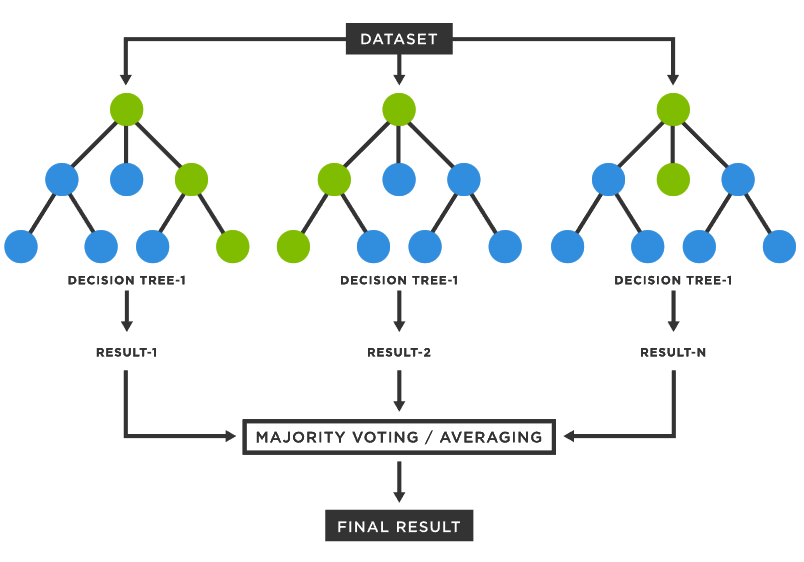 DATASET
DECISION TREE-1
DECISION TREE-1
DECISION TREE-1
RESULT-1
RESULT-2
RESULT-N
MAJORITY VOTING / AVERAGING
FINAL RESULT